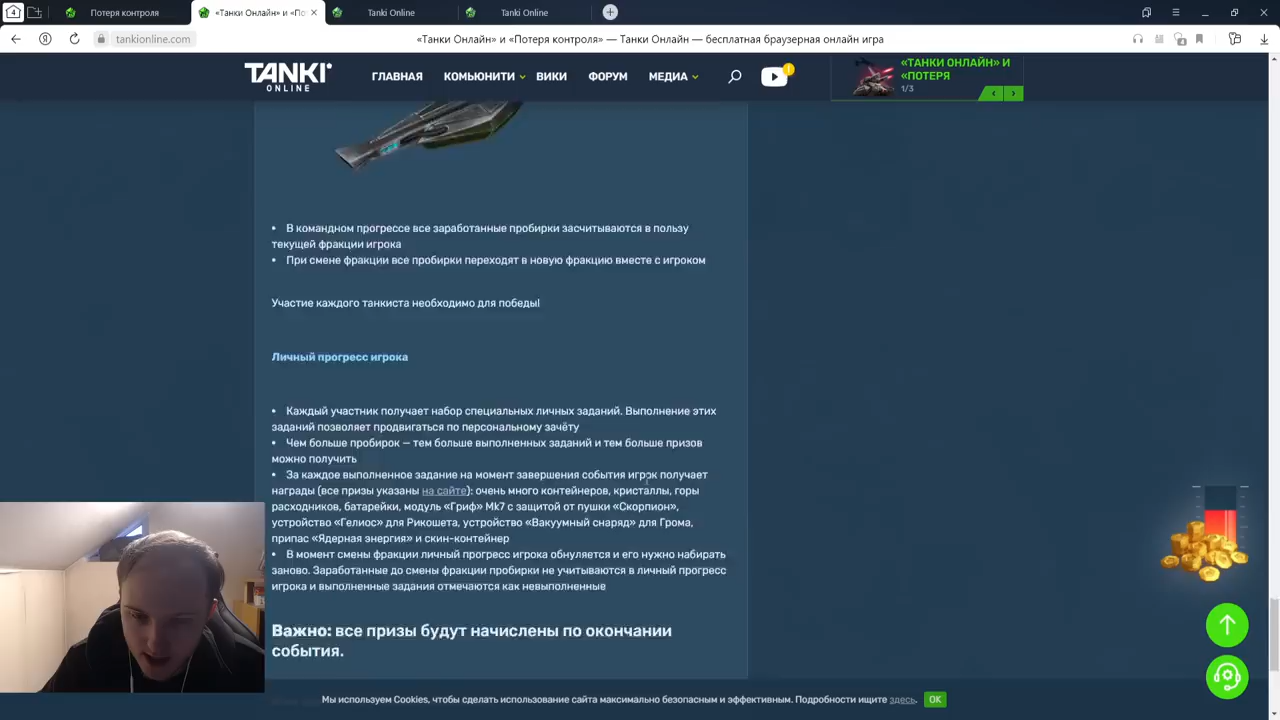 4
Потеря контроля
«Танки Онлайн» и «По
Tanki Online
Tanki Online
tankionline.com
«Танки Онлайн» и «Потеря контроля» — Танки Онлайн — бесплатная браузерная онлайн игра
TANKI
ONLINE
ГЛАВНАЯ
КОМЬЮНИТИ
ВИКИ
ФОРУМ
МЕДИА
!
«ТАНКИ ОНЛАЙН» И
«ПОТЕРЯ
1/3
• В командном прогрессе все заработанные пробирки засчитываются в пользу
текущей фракции игрока
• При смене фракции все пробирки переходят в новую фракцию вместе с игроком
Участие каждого танкиста необходимо для победы!
Личный прогресс игрока
• Каждый участник получает набор специальных личных заданий. Выполнение этих
заданий позволяет продвигаться по персональному зачёту
• Чем больше пробирок — тем больше выполненных заданий и тем больше призов
можно получить
• За каждое выполненное задание на момент завершения события игрок получает
награды (все призы указаны на сайте): очень много контейнеров, кристаллы, горы
расходников, батарейки, модуль «Гриф» Mk7 с защитой от пушки «Скорпион»,
устройство «Гелиос» для Рикошета, устройство «Вакуумный снаряд» для Грома,
припас «Ядерная энергия» и скин-контейнер
• В момент смены фракции личный прогресс игрока обнуляется и его нужно набирать
заново. Заработанные до смены фракции пробирки не учитываются в личный прогресс
игрока и выполненные задания отмечаются как невыполненные
Важно: все призы будут начислены по окончании
события.
Мы используем Cookies, чтобы сделать использование сайта максимально безопасным и эффективным. Подробности ищите здесь.
OK